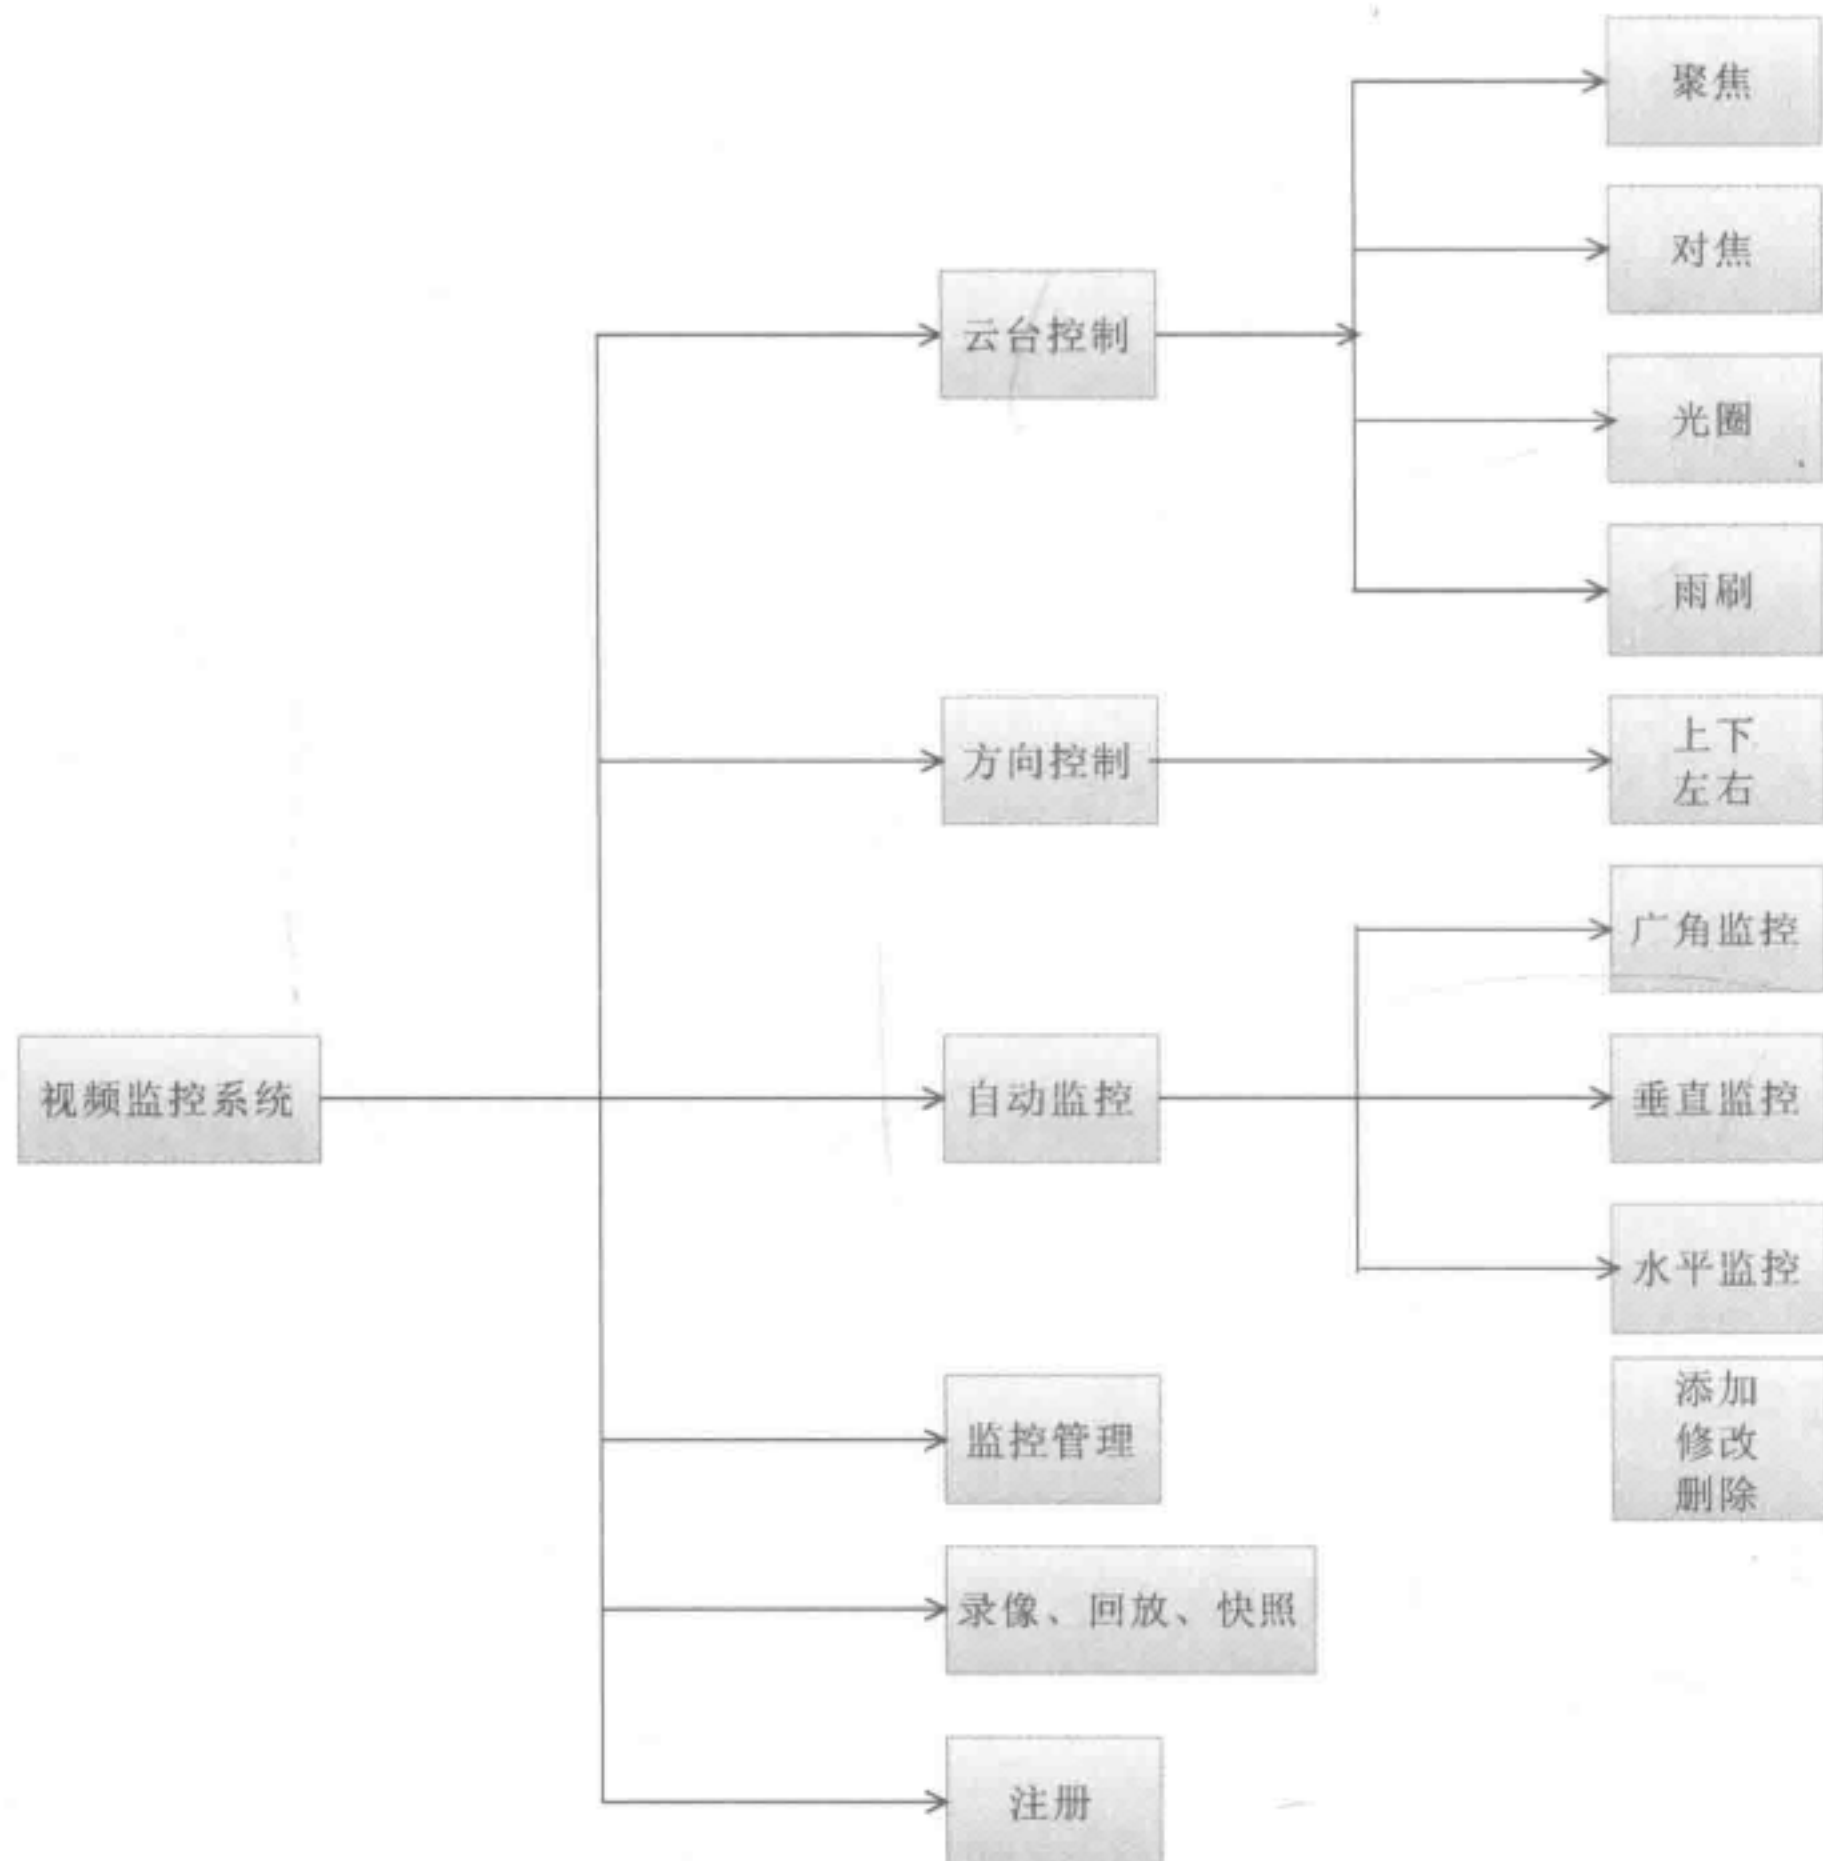 聚焦
对焦
云台控制
光圈
雨刷
方向控制
上下
左右
广角监控
视频监控系统
自动监控
垂直监控
水平监控
添加
修改
删除
监控管理
录像、回放、快照
注册